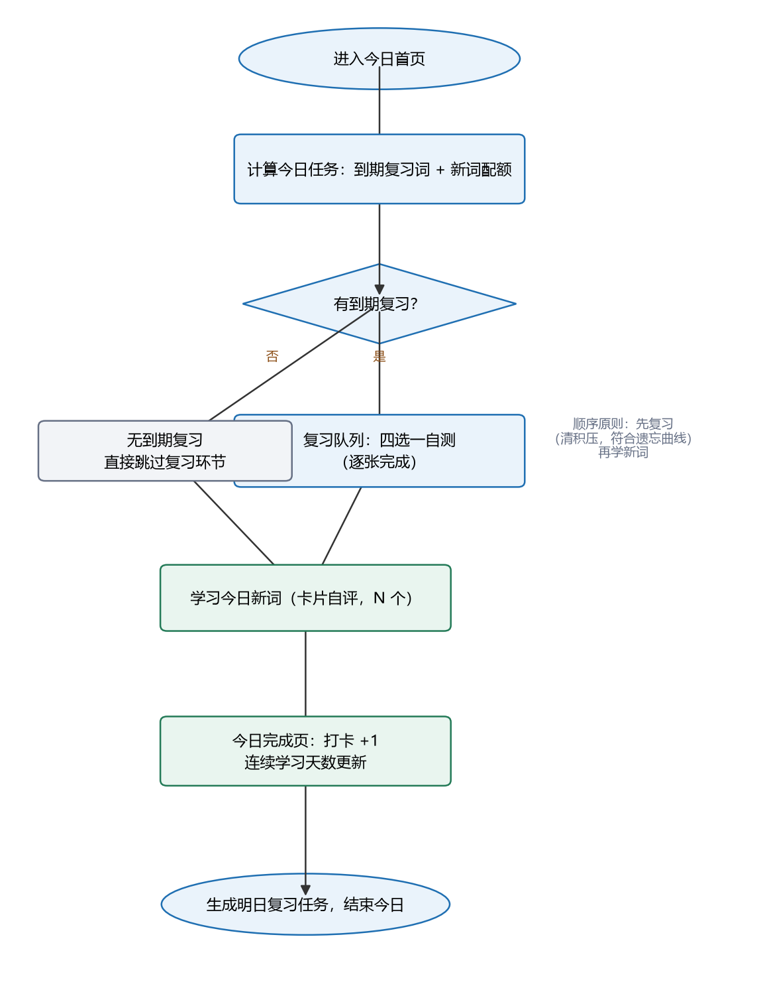 进入今日首页
计算今日任务：到期复习词 + 新词配额
有到期复习？
否
是
无到期复习
直接跳过复习环节
复习队列：四选一自测
（逐张完成）
顺序原则：先复习
（清积压，符合遗忘曲线）
再学新词
学习今日新词（卡片自评，N 个）
今日完成页：打卡 +1
连续学习天数更新
生成明日复习任务，结束今日